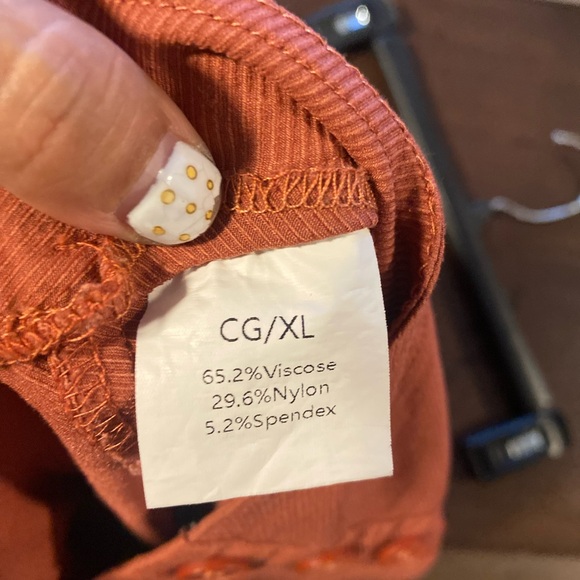 CG/XL
65.2%Viscose
29.6%Nylon
5.2%Spendex